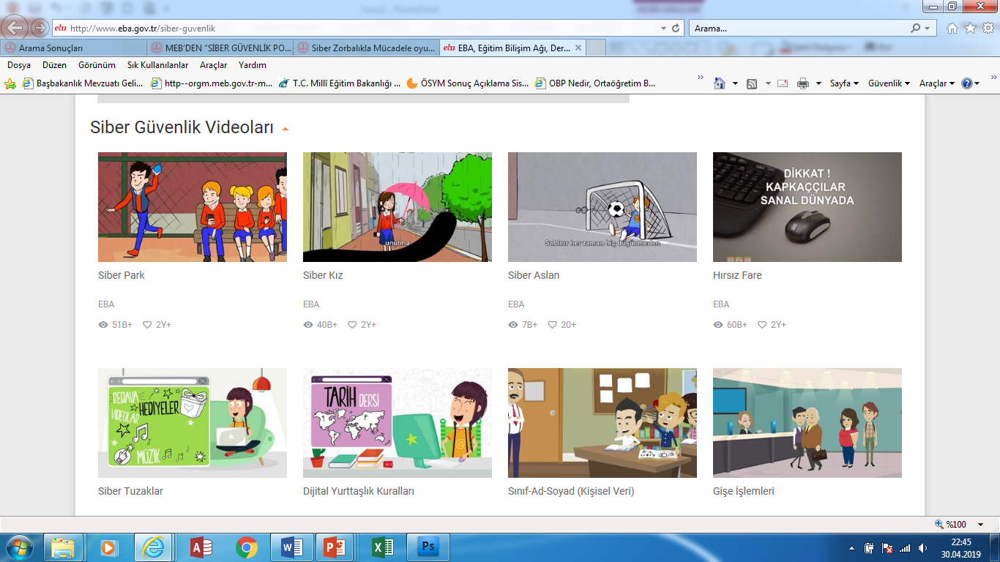 http://www.eba.gov.tr/siber-guvenlik
Arama...
Arama Sonuçları
MEB'DEN "SİBER GÜVENLİK PO...
Siber Zorbalıkla Mücadele oyu...
EBA, Eğitim Bilişim Ağı, Der...
Dosya Düzen Görünüm Sık Kullanılanlar Araçlar Yardım
Başbakanlık Mevzuatı Geli...
http--orgm.meb.gov.tr-m...
T.C. Millî Eğitim Bakanlığı ...
ÖSYM Sonuç Açıklama Sis...
OBP Nedir, Ortaöğretim B...
Sayfa Güvenlik Araçlar
Siber Güvenlik Videoları
unutma
Saldırır her zaman hiç düşünmeden
DİKKAT !
KAPKAÇÇILAR
SANAL DÜNYADA
Siber Park
Siber Kız
Siber Aslan
Hırsız Fare
EBA
EBA
EBA
EBA
51B+ 2Y+
40B+ 2Y+
7B+ 20+
60B+ 2Y+
BEDAVA
HEDİYELER
VİDEOLAR
MÜZİK
TARİH DERSİ
Siber Tuzaklar
Dijital Yurttaşlık Kuralları
Sınıf-Ad-Soyad (Kişisel Veri)
Gişe İşlemleri
%100
22:45
30.04.2019